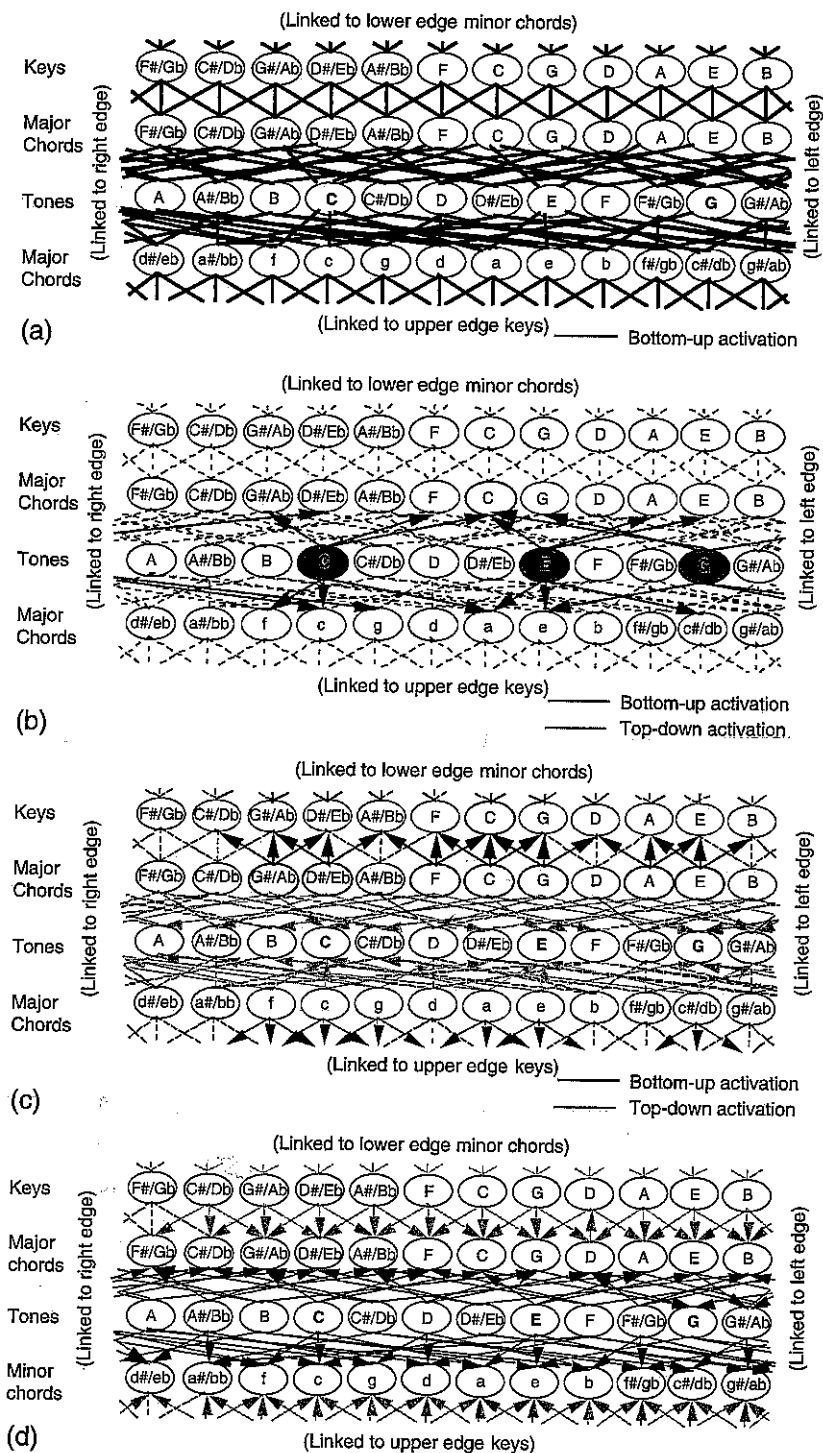 (Linked to lower edge minor chords)
Keys F#/Gb C#/Db G#/Ab D#/Eb A#/Bb F C G D A E B
(Linked to right edge)
Major Chords F#/Gb C#/Db G#/Ab D#/Eb A#/Bb F C G D A E B
(Linked to left edge)
Tones A A#/Bb B C C#/Db D D#/Eb E F F#/Gb G G#/Ab
Major Chords d#/eb a#/bb f c g d a e b f#/gb c#/db g#/ab
(a)
(Linked to upper edge keys)
Bottom-up activation
(Linked to lower edge minor chords)
Keys F#/Gb C#/Db G#/Ab D#/Eb A#/Bb F C G D A E B
(Linked to right edge)
Major Chords F#/Gb C#/Db G#/Ab D#/Eb A#/Bb F C G D A E B
(Linked to left edge)
Tones A A#/Bb B C C#/Db D D#/Eb E F F#/Gb G G#/Ab
Major Chords d#/eb a#/bb f c g d a e b f#/gb c#/db g#/ab
(Linked to upper edge keys)
(b)
Bottom-up activation
Top-down activation
(Linked to lower edge minor chords)
Keys F#/Gb C#/Db G#/Ab D#/Eb A#/Bb F C G D A E B
(Linked to right edge)
Major Chords F#/Gb C#/Db G#/Ab D#/Eb A#/Bb F C G D A E B
(Linked to left edge)
Tones A A#/Bb B C C#/Db D D#/Eb E F F#/Gb G G#/Ab
Major Chords d#/eb a#/bb f c g d a e b f#/gb c#/db g#/ab
(Linked to upper edge keys)
(c)
Bottom-up activation
Top-down activation
(Linked to lower edge minor chords)
Keys F#/Gb C#/Db G#/Ab D#/Eb A#/Bb F C G D A E B
(Linked to right edge)
Major chords F#/Gb C#/Db G#/Ab D#/Eb A#/Bb F C G D A E B
(Linked to left edge)
Tones A A#/Bb B C C#/Db D D#/Eb E F F#/Gb G G#/Ab
Minor chords d#/eb a#/bb f c g d a e b f#/gb c#/db g#/ab
(d)
(Linked to upper edge keys)